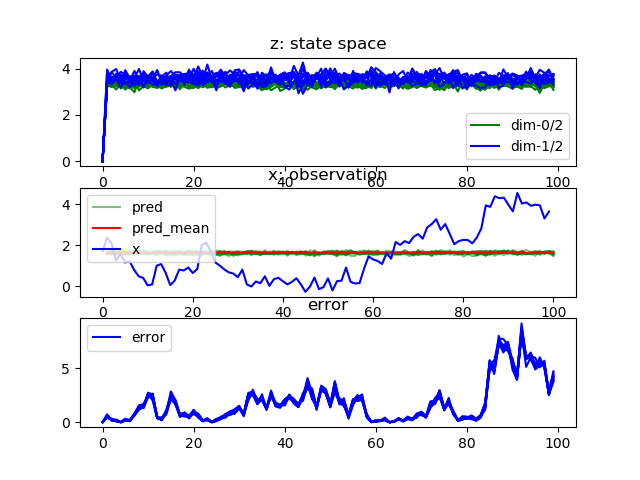 z: state space
4
2
0
dim-0/2
dim-1/2
0 20 40 60 80 100
x: observation
4
2
0
pred
pred_mean
x
0 20 40 60 80 100
error
5
0
error
0 20 40 60 80 100